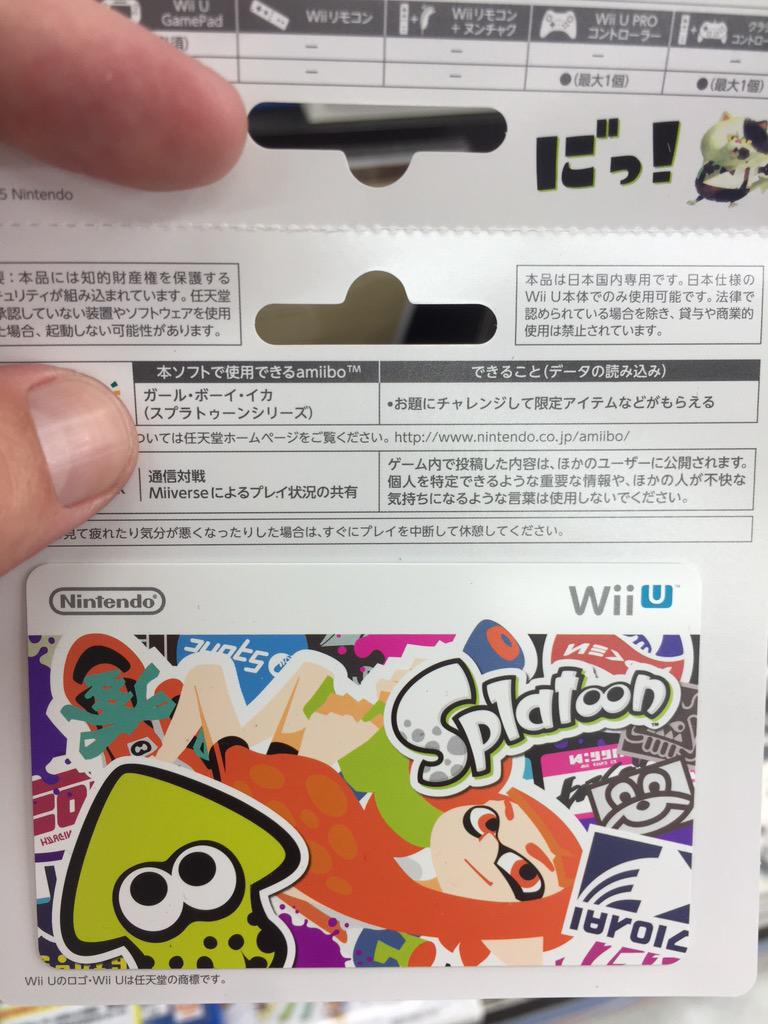 Wii U
GamePad
Wiiリモコン
Wiiリモコン
+ ヌンチャク
Wii U PRO
コントローラー
クラ
コントロー
須)
–
–
–
–
–
●(最大1個)
●(最大1個)
にっ!
5 Nintendo
:本品には知的財産権を保護する
ュリティが組み込まれています。任天堂
承認していない装置やソフトウェアを使用
た場合、起動しない可能性があります。
本品は日本国内専用です。日本仕様の
Wii U本体でのみ使用可能です。法律で
認められている場合を除き、貸与や商業的
使用は禁止されています。
本ソフトで使用できるamiibo™
できること(データの読み込み)
ガール・ボーイ・イカ
(スプラトゥーンシリーズ)
•お題にチャレンジして限定アイテムなどがもらえる
ついては任天堂ホームページをご覧ください。http://www.nintendo.co.jp/amiibo/
通信対戦
Miiverseによるプレイ状況の共有
ゲーム内で投稿した内容は、ほかのユーザーに公開されます。
個人を特定できるような重要な情報や、ほかの人が不快な
気持ちになるような言葉は使用しないでください。
見て疲れたり気分が悪くなったりした場合は、すぐにプレイを中断して休憩してください。
Nintendo
Wii U™
Splatoon™
Wii Uのロゴ・Wii Uは任天堂の商標です。